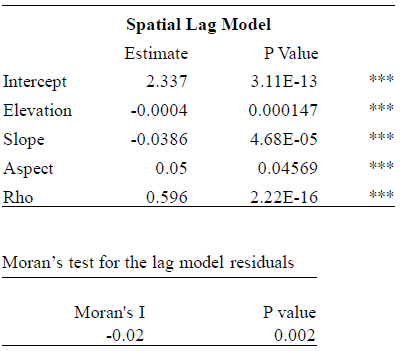 Spatial Lag Model
Estimate P Value
Intercept 2.337 3.11E-13 ***
Elevation -0.0004 0.000147 ***
Slope -0.0386 4.68E-05 ***
Aspect 0.05 0.04569 ***
Rho 0.596 2.22E-16 ***
Moran's test for the lag model residuals
Moran's I P value
-0.02 0.002